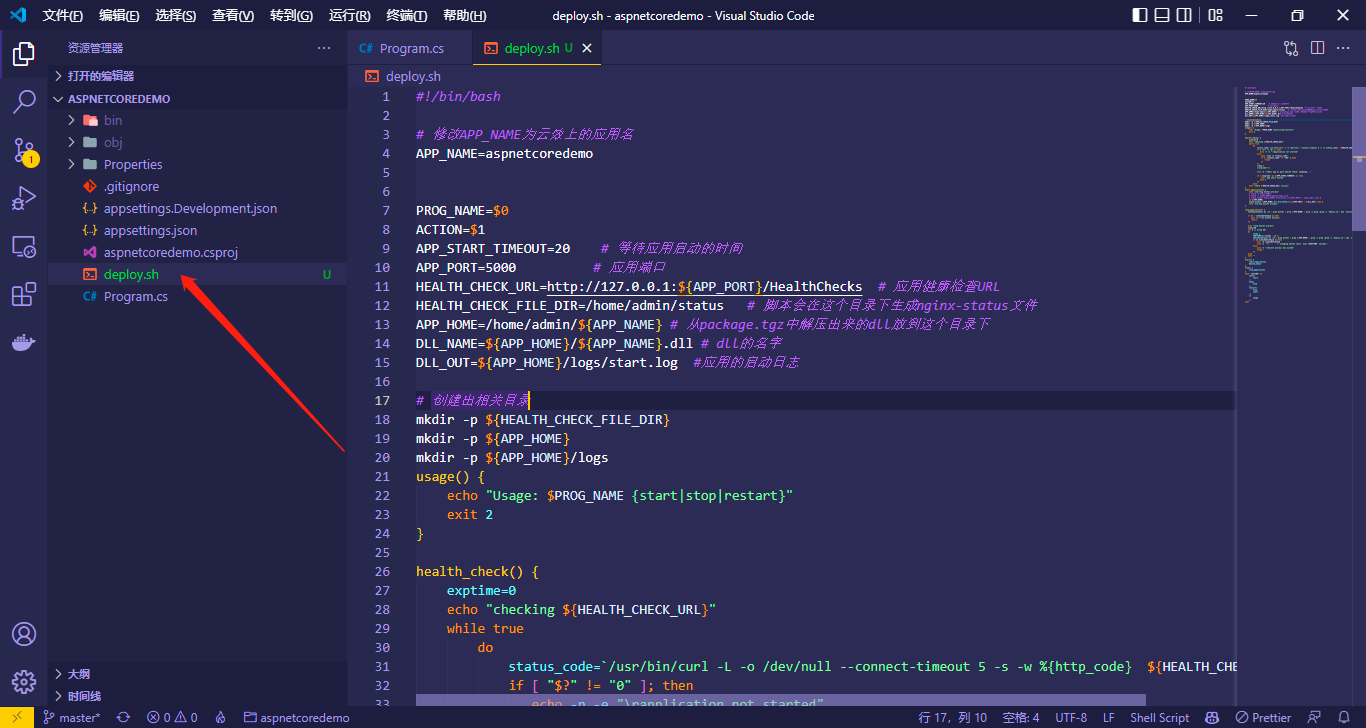 文件(F) 编辑(E) 选择(S) 查看(V) 转到(G) 运行(R) 终端(T) 帮助(H) deploy.sh - aspnetcoredemo - Visual Studio Code
资源管理器
打开的编辑器
ASPNETCOREDEMO
bin
obj
Properties
.gitignore
appsettings.Development.json
appsettings.json
aspnetcoredemo.csproj
deploy.sh U
C# Program.cs
大纲
时间线
1
C# Program.cs deploy.sh U
deploy.sh
1 #!/bin/bash
2
3 # 修改APP_NAME为云效上的应用名
4 APP_NAME=aspnetcoredemo
5
6
7 PROG_NAME=$0
8 ACTION=$1
9 APP_START_TIMEOUT=20 # 等待应用启动的时间
10 APP_PORT=5000 # 应用端口
11 HEALTH_CHECK_URL=http://127.0.0.1:${APP_PORT}/HealthChecks # 应用健康检查URL
12 HEALTH_CHECK_FILE_DIR=/home/admin/status # 脚本会在这个目录下生成nginx-status文件
13 APP_HOME=/home/admin/${APP_NAME} # 从package.tgz中解压出来的dll放到这个目录下
14 DLL_NAME=${APP_HOME}/${APP_NAME}.dll # dll的名字
15 DLL_OUT=${APP_HOME}/logs/start.log #应用的启动日志
16
17 # 创建出相关目录
18 mkdir -p ${HEALTH_CHECK_FILE_DIR}
19 mkdir -p ${APP_HOME}
20 mkdir -p ${APP_HOME}/logs
21 usage() {
22 echo "Usage: $PROG_NAME {start|stop|restart}"
23 exit 2
24 }
25
26 health_check() {
27 exptime=0
28 echo "checking ${HEALTH_CHECK_URL}"
29 while true
30 do
31 status_code=`/usr/bin/curl -L -o /dev/null --connect-timeout 5 -s -w %{http_code} ${HEALTH_CHE
32 if [ "$?" != "0" ]; then
33 echo -n -e "\rapplication not started"
master* 0 0 aspnetcoredemo 行 17，列 10 空格: 4 UTF-8 LF Shell Script Prettier